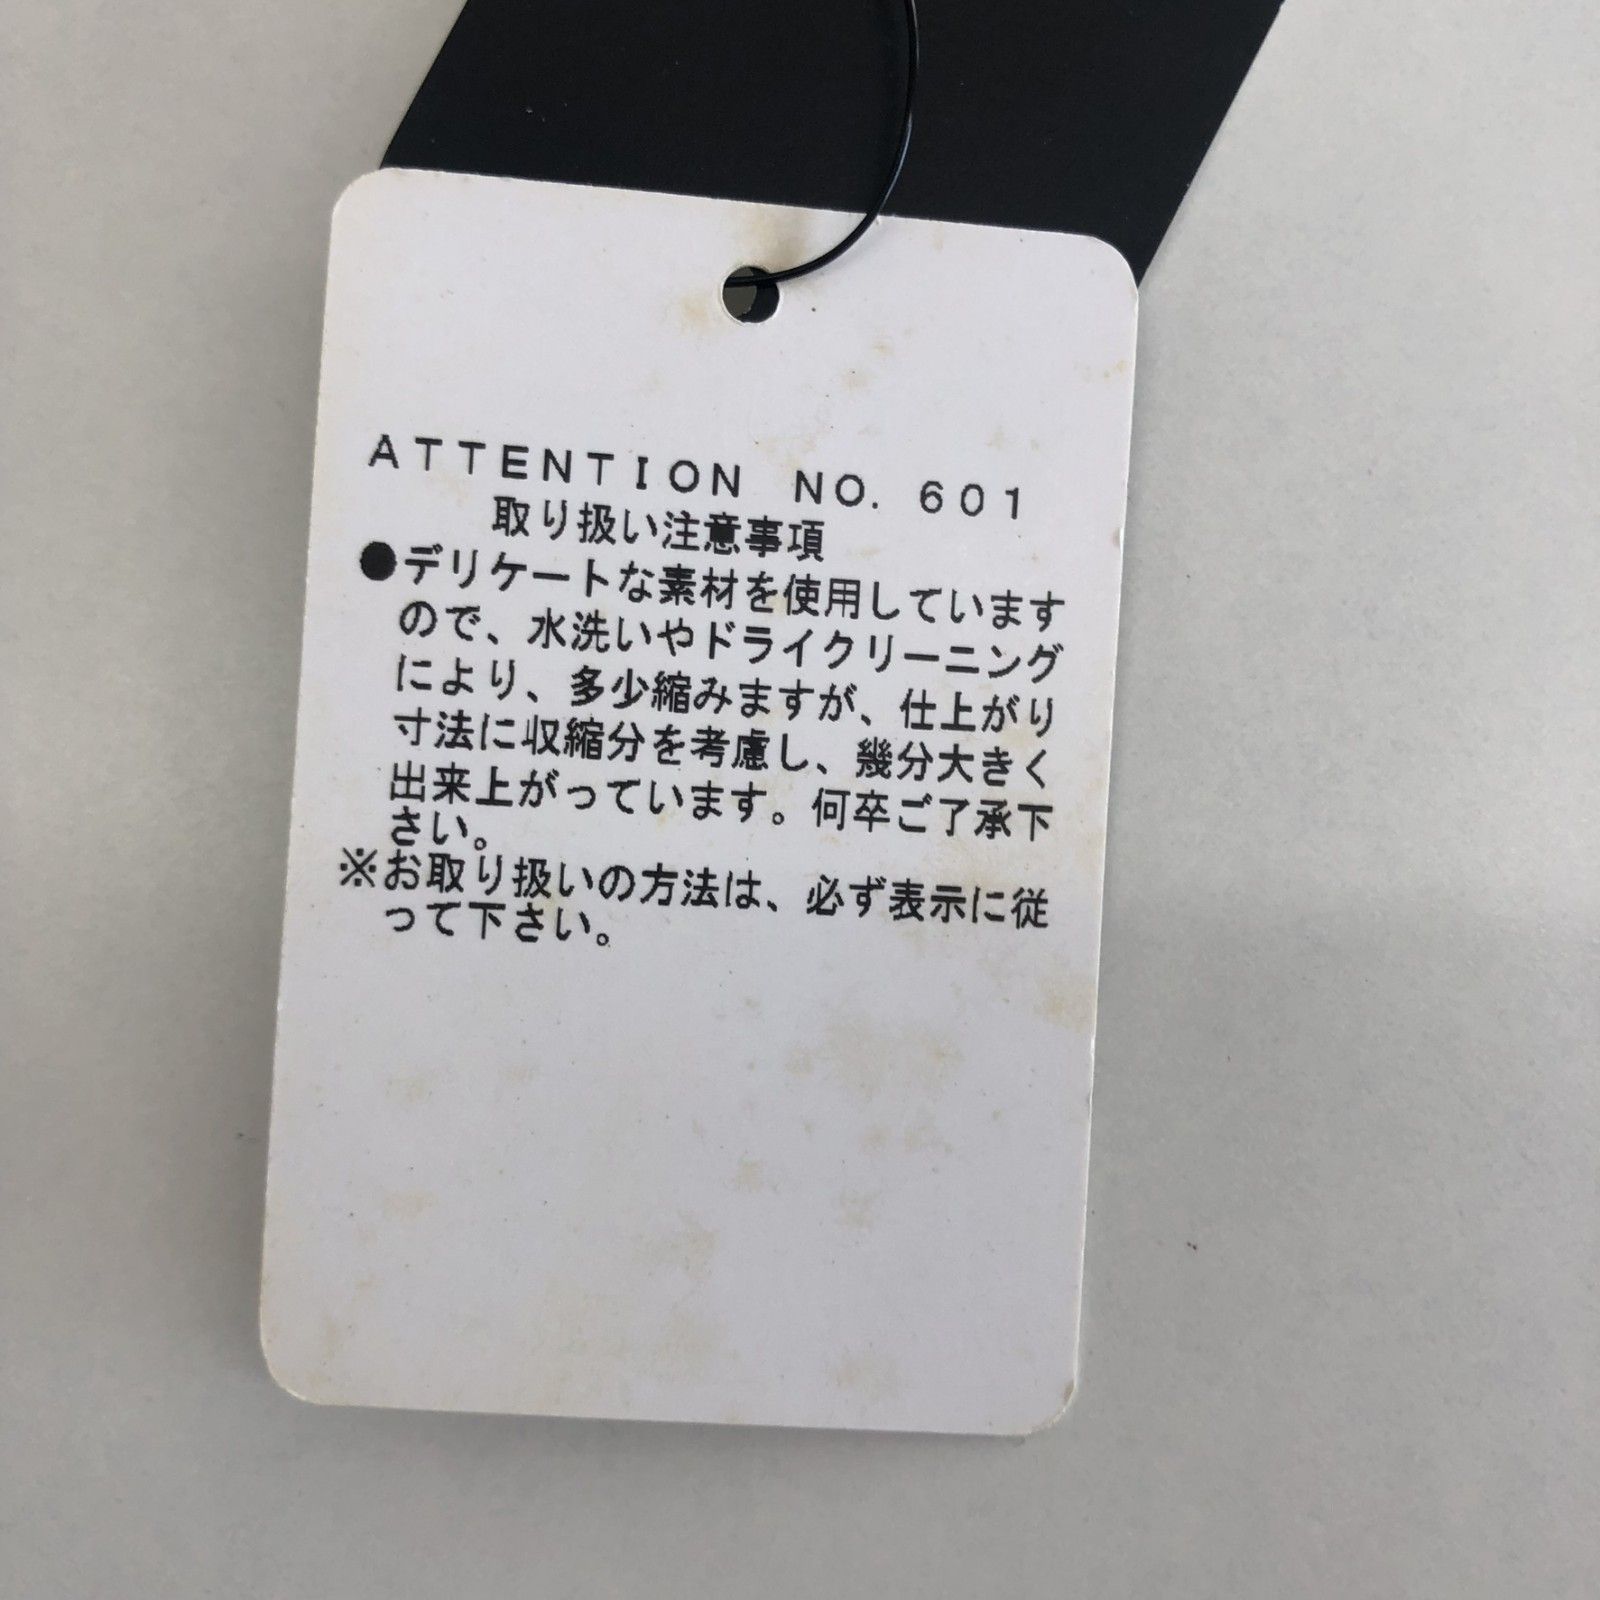 ATTENTION NO. 601
取り扱い注意事項
●デリケートな素材を使用しています
ので、水洗いやドライクリーニング
により、多少縮みますが、仕上がり
寸法に収縮分を考慮し、幾分大きく
出来上がっています。何卒ご了承下
さい。
※お取り扱いの方法は、必ず表示に従
って下さい。